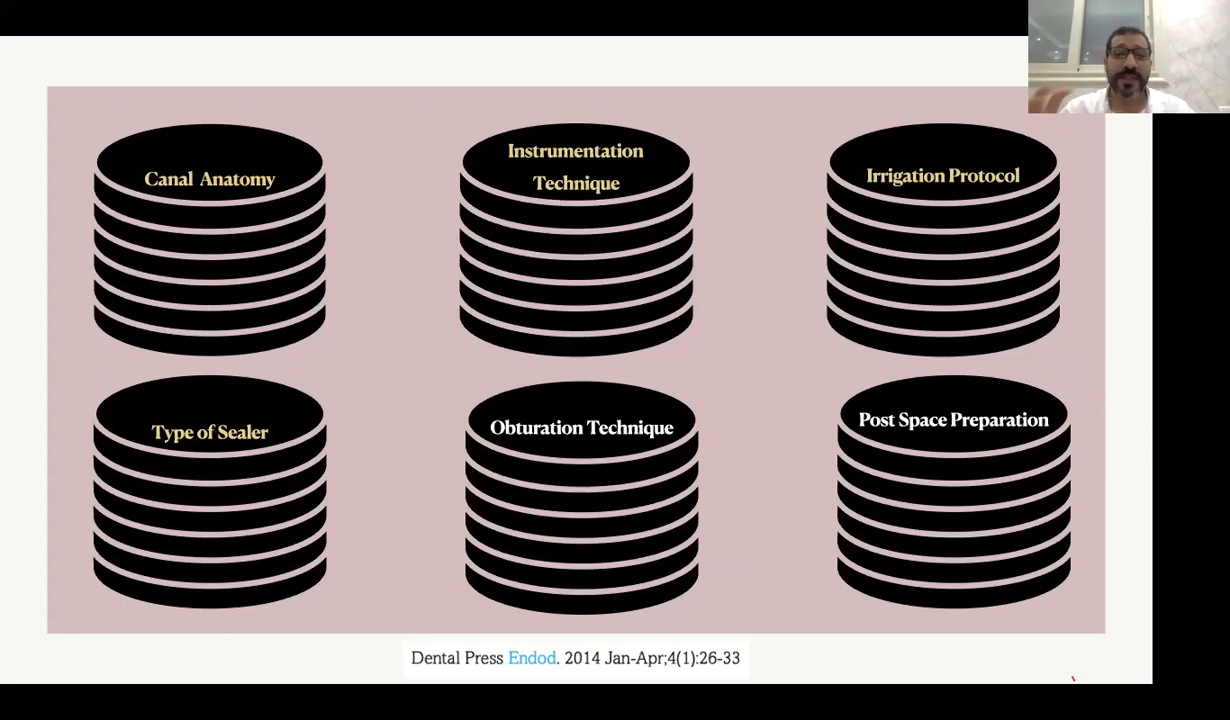 Canal Anatomy
Instrumentation
Technique
Irrigation Protocol
Type of Sealer
Obturation Technique
Post Space Preparation
Dental Press Endod. 2014 Jan-Apr;4(1):26-33